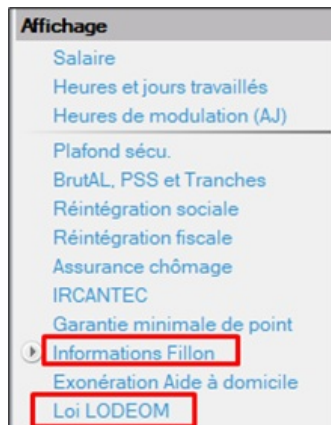 Affichage
Salaire
Heures et jours travaillés
Heures de modulation (AJ)
Plafond sécu.
BrutAL, PSS et Tranches
Réintégration sociale
Réintégration fiscale
Assurance chômage
IRCANTEC
Garantie minimale de point
Informations Fillon
Exonération Aide à domicile
Loi LODEOM